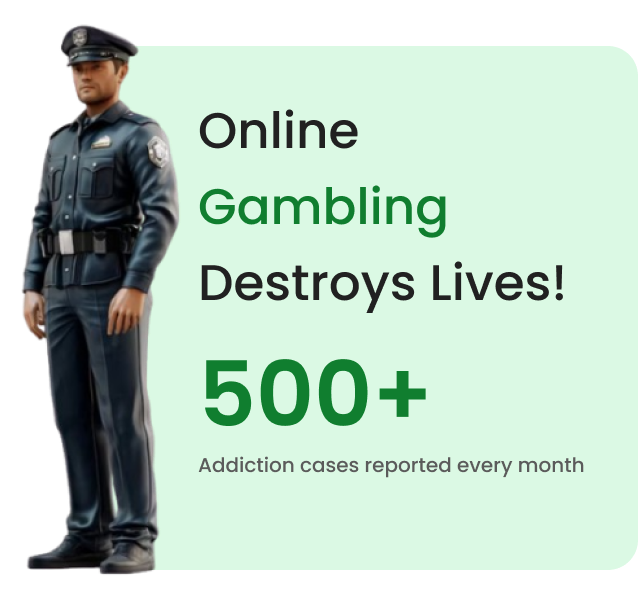 Online
Gambling
Destroys Lives!
500+
Addiction cases reported every month